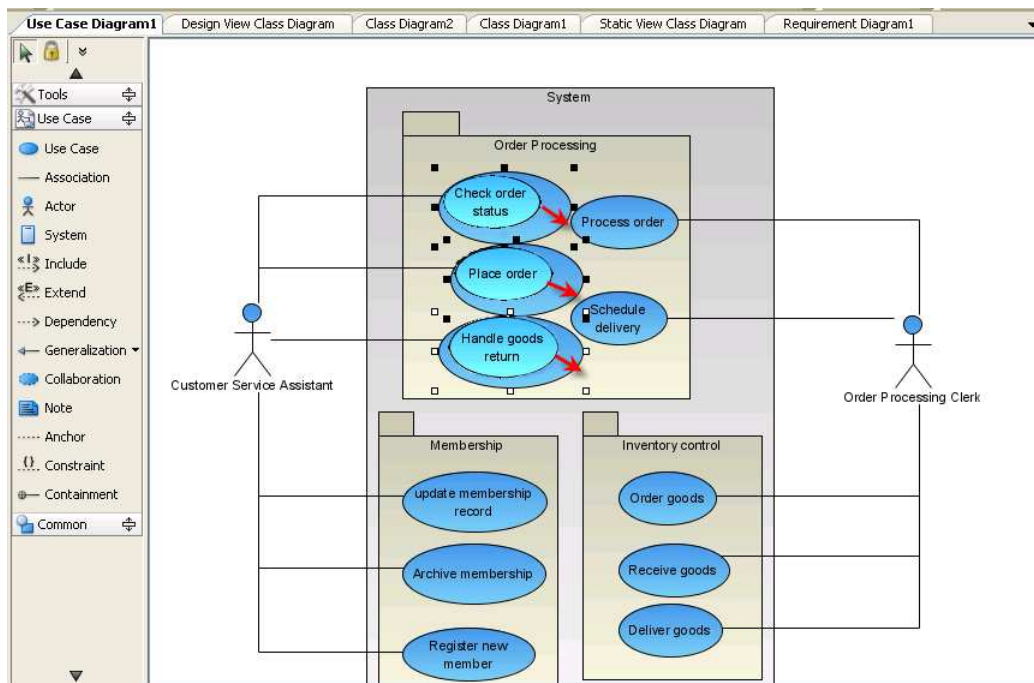 Use Case Diagram1
Design View Class Diagram
Class Diagram2
Class Diagram1
Static View Class Diagram
Requirement Diagram1
Tools
Use Case
Use Case
Association
Actor
System
Include
Extend
Dependency
Generalization
Collaboration
Note
Anchor
Constraint
Containment
Common
System
Order Processing
Check order
status
Process order
Place order
Schedule
delivery
Handle goods
return
Customer Service Assistant
Order Processing Clerk
Membership
update membership
record
Archive membership
Register new
member
Inventory control
Order goods
Receive goods
Deliver goods